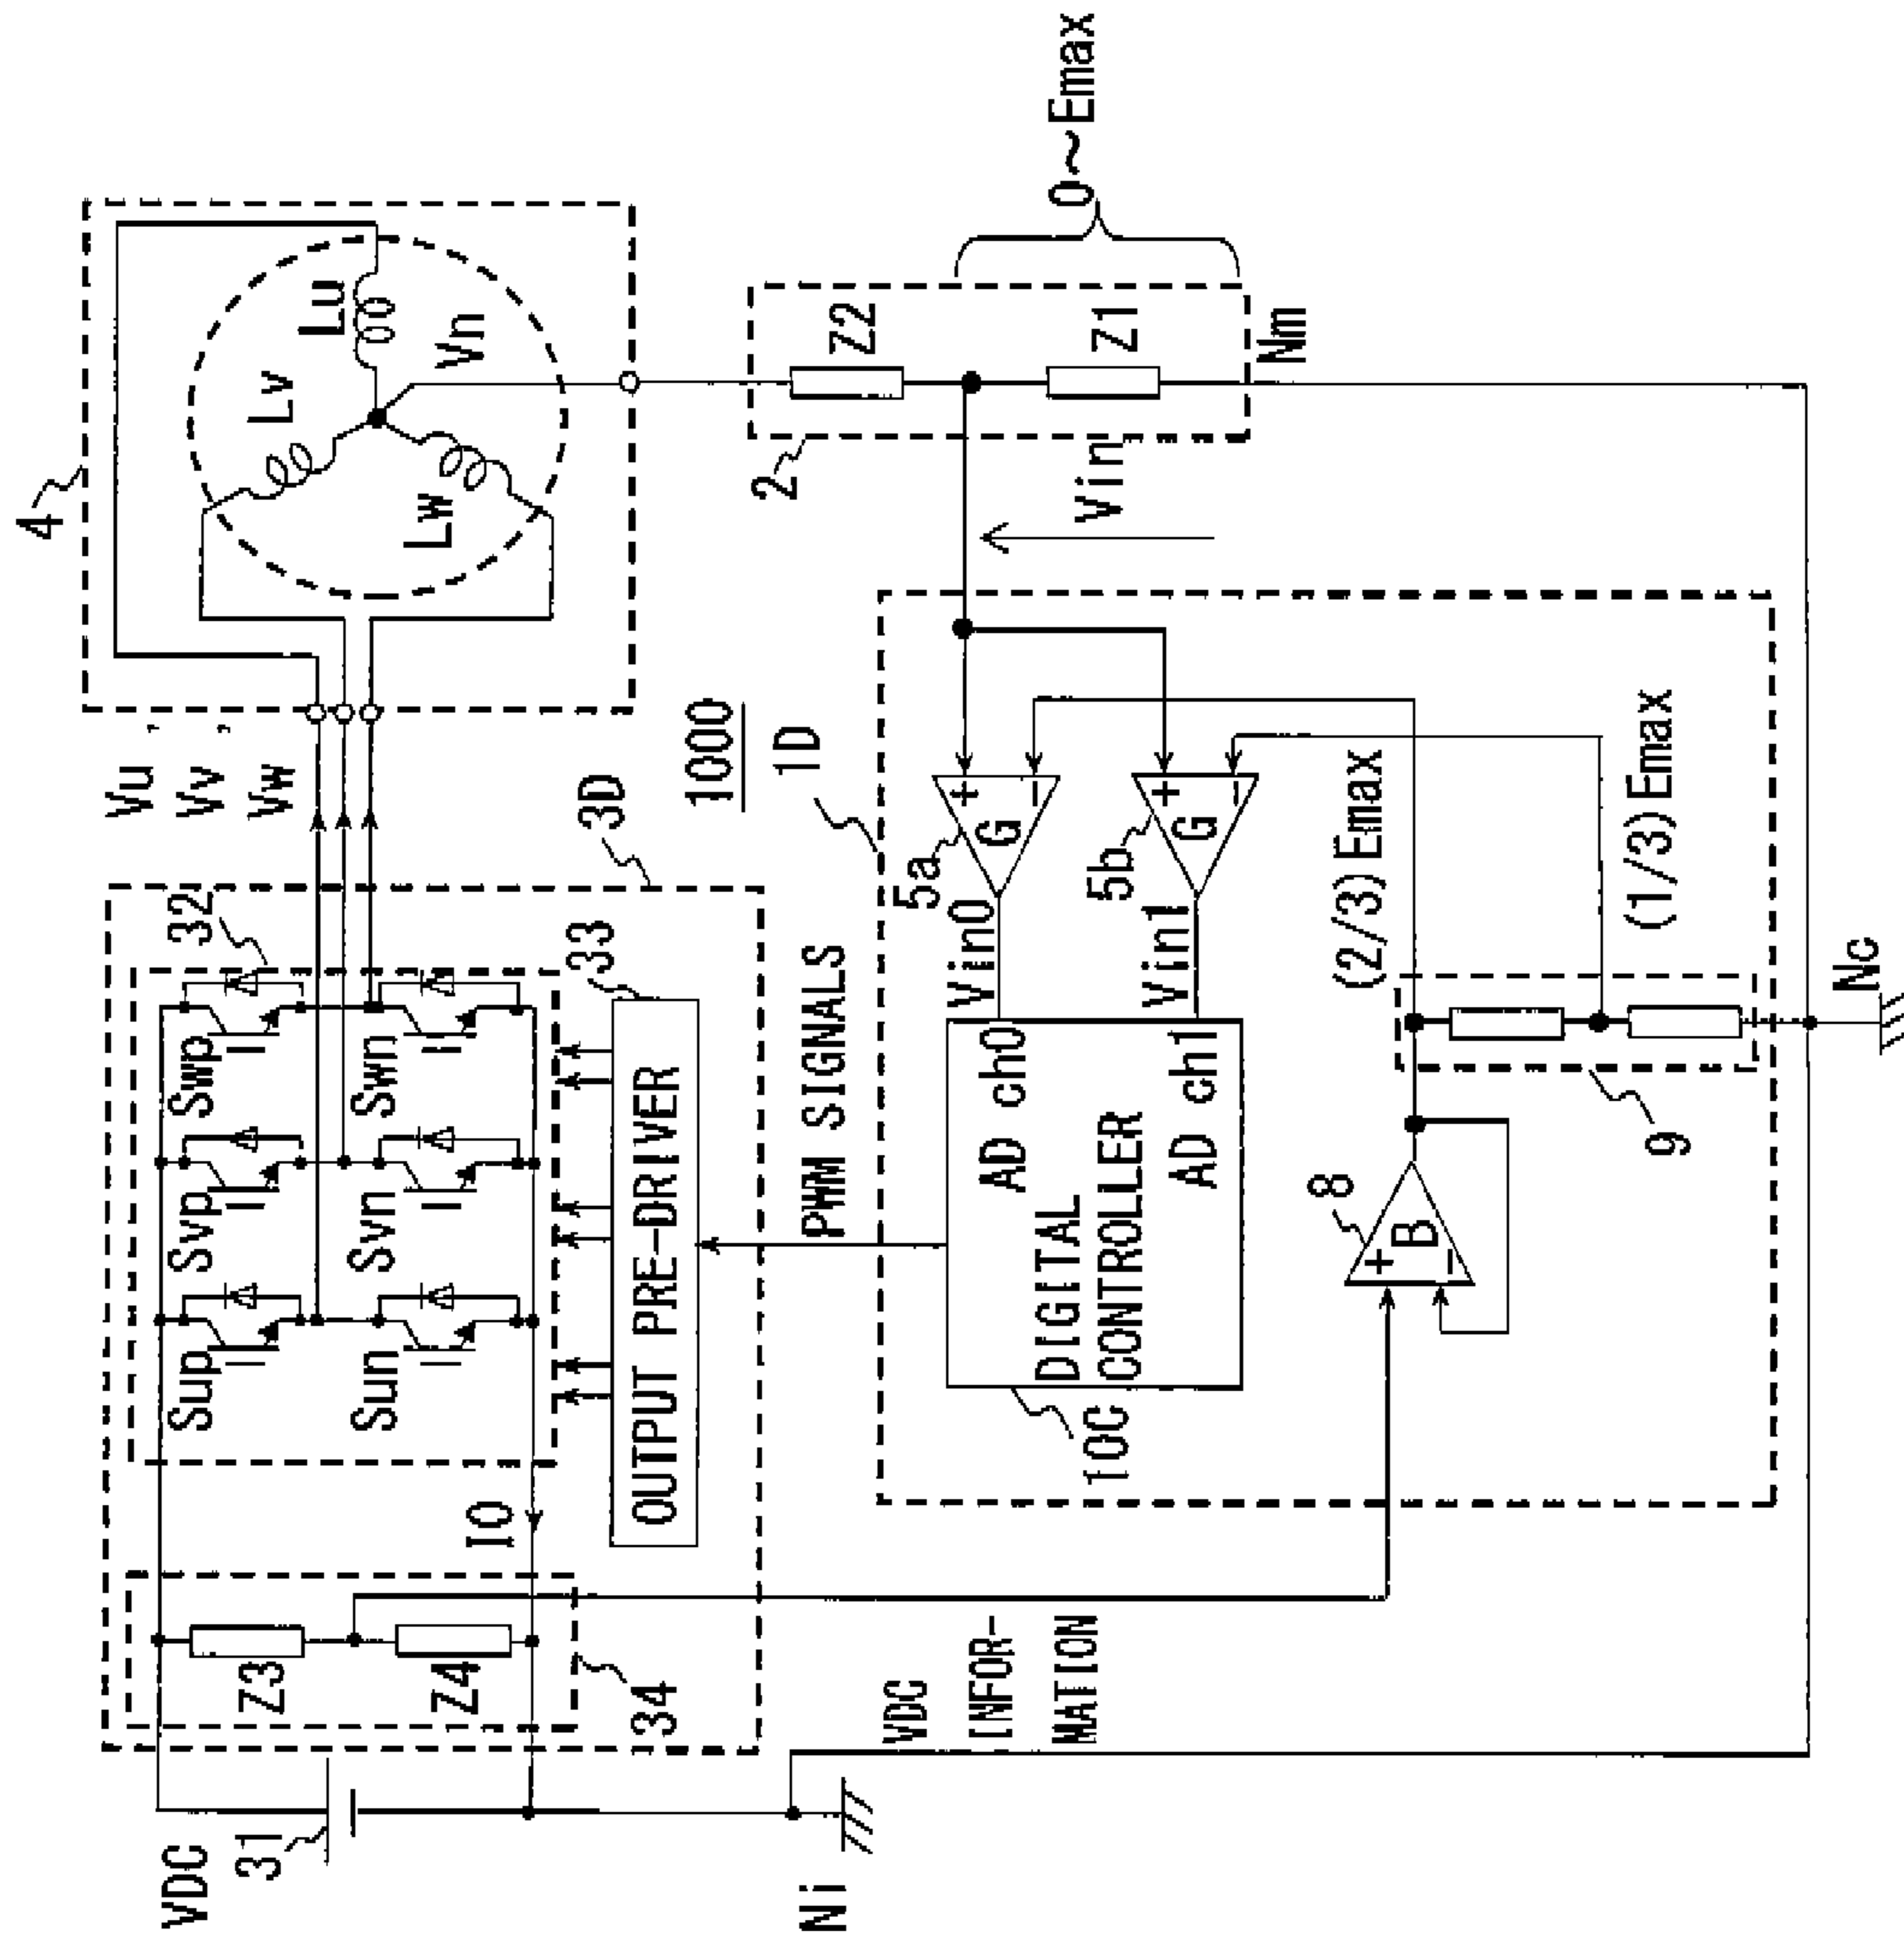 VDC
31
Ni
Z3
Z4
34
VDC
INFOR-
MATION
I0
Sup
Svp
Swp
Sun
Svn
Swn
32
33
OUTPUT PRE-DRIVER
3D
PWM SIGNALS
Vu,
Vv,
Vw
1000
4
Lu
Lv
Lw
Vn
2
Z2
Z1
Nm
0~Emax
Vin
1D
5a
+
-
G
5b
+
-
G
Vin0
Vin1
AD ch0
AD ch1
DIGITAL
CONTROLLER
10C
8
+
-
B
(2/3)Emax
(1/3)Emax
9
Nc